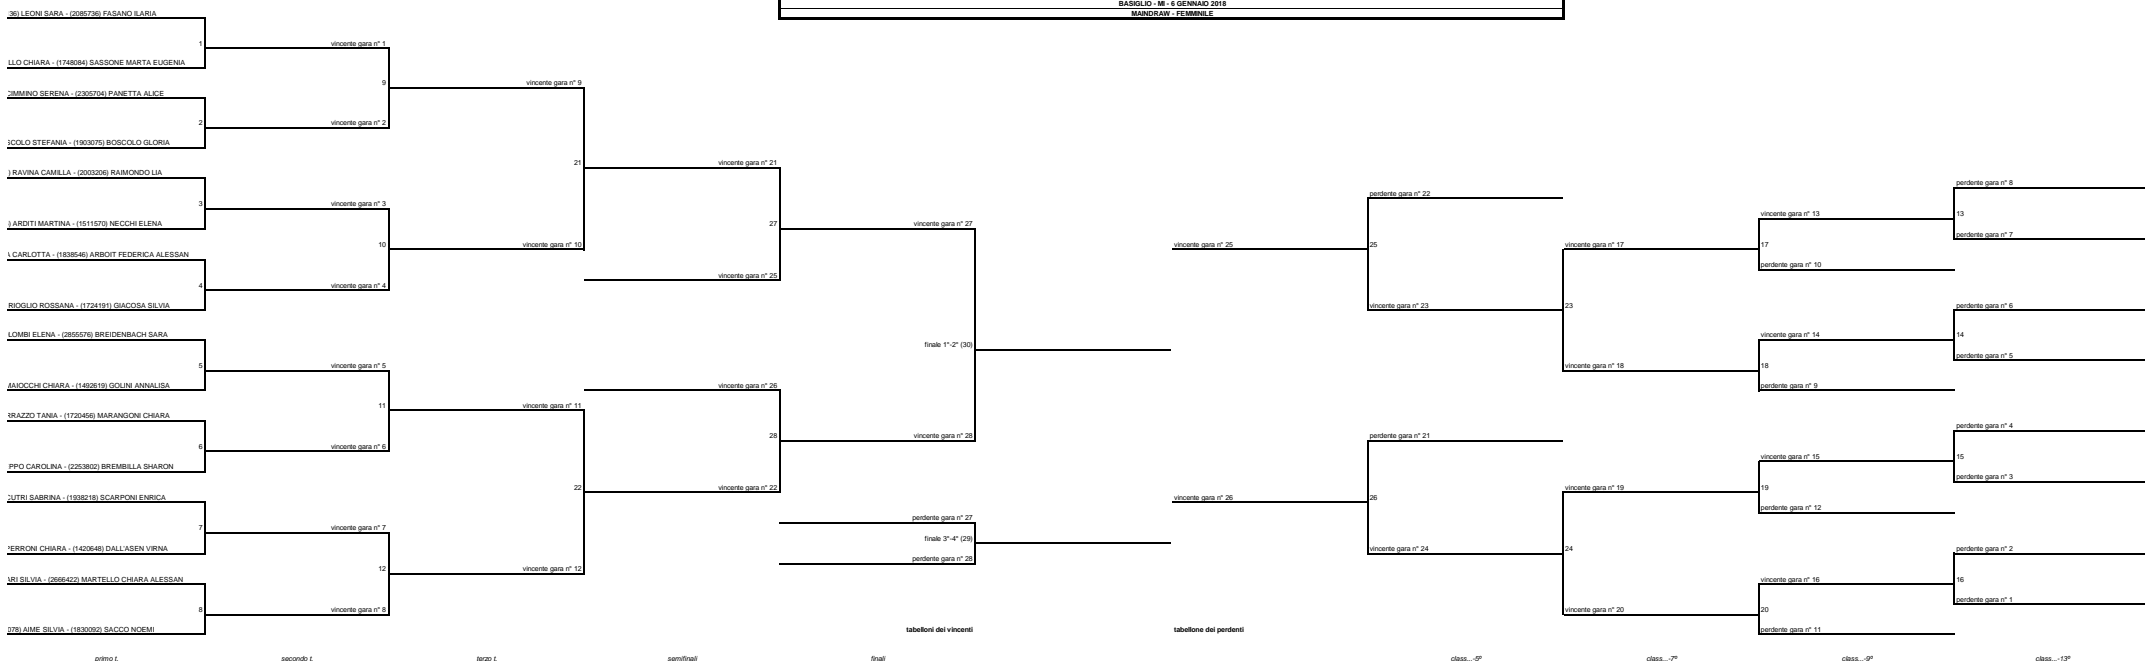 BASIGLIO - MI - 6 GENNAIO 2018
MAINDRAW - FEMMINILE
36) LEONI SARA - (2085736) FASANO ILARIA
1
LLO CHIARA - (1748084) SASSONE MARTA EUGENIA
CIMMINO SERENA - (2305704) PANETTA ALICE
2
SCOLO STEFANIA - (1903075) BOSCOLO GLORIA
) RAVINA CAMILLA - (2003206) RAIMONDO LIA
3
) ARDITI MARTINA - (1511570) NECCHI ELENA
A CARLOTTA - (1838546) ARBOIT FEDERICA ALESSAN
4
RIOGLIO ROSSANA - (1724191) GIACOSA SILVIA
LOMBI ELENA - (2855576) BREIDENBACH SARA
5
MAIOCCHI CHIARA - (1492619) GOLINI ANNALISA
RRAZZO TANIA - (1720456) MARANGONI CHIARA
6
PPO CAROLINA - (2253802) BREMBILLA SHARON
CUTRI SABRINA - (1938218) SCARPONI ENRICA
7
PERRONI CHIARA - (1420648) DALL'ASEN VIRNA
ARI SILVIA - (2666422) MARTELLO CHIARA ALESSAN
8
078) AIME SILVIA - (1830092) SACCO NOEMI
primo t.
vincente gara n° 1
9
vincente gara n° 2
vincente gara n° 3
10
vincente gara n° 4
vincente gara n° 5
11
vincente gara n° 6
vincente gara n° 7
12
vincente gara n° 8
secondo t.
vincente gara n° 9
21
vincente gara n° 10
vincente gara n° 11
22
vincente gara n° 12
terzo t.
vincente gara n° 21
27
vincente gara n° 25
vincente gara n° 26
28
vincente gara n° 22
semifinali
vincente gara n° 27
finale 1°-2° (30)
vincente gara n° 28
perdente gara n° 27
finale 3°-4° (29)
perdente gara n° 28
tabelloni dei vincenti
finali
vincente gara n° 25
vincente gara n° 26
tabellone dei perdenti
perdente gara n° 22
25
vincente gara n° 23
perdente gara n° 21
26
vincente gara n° 24
class...-5º
vincente gara n° 17
23
vincente gara n° 18
vincente gara n° 19
24
vincente gara n° 20
class...-7º
vincente gara n° 13
17
perdente gara n° 10
vincente gara n° 14
18
perdente gara n° 9
vincente gara n° 15
19
perdente gara n° 12
vincente gara n° 16
20
perdente gara n° 11
class...-9º
perdente gara n° 8
13
perdente gara n° 7
perdente gara n° 6
14
perdente gara n° 5
perdente gara n° 4
15
perdente gara n° 3
perdente gara n° 2
16
perdente gara n° 1
class...-13º